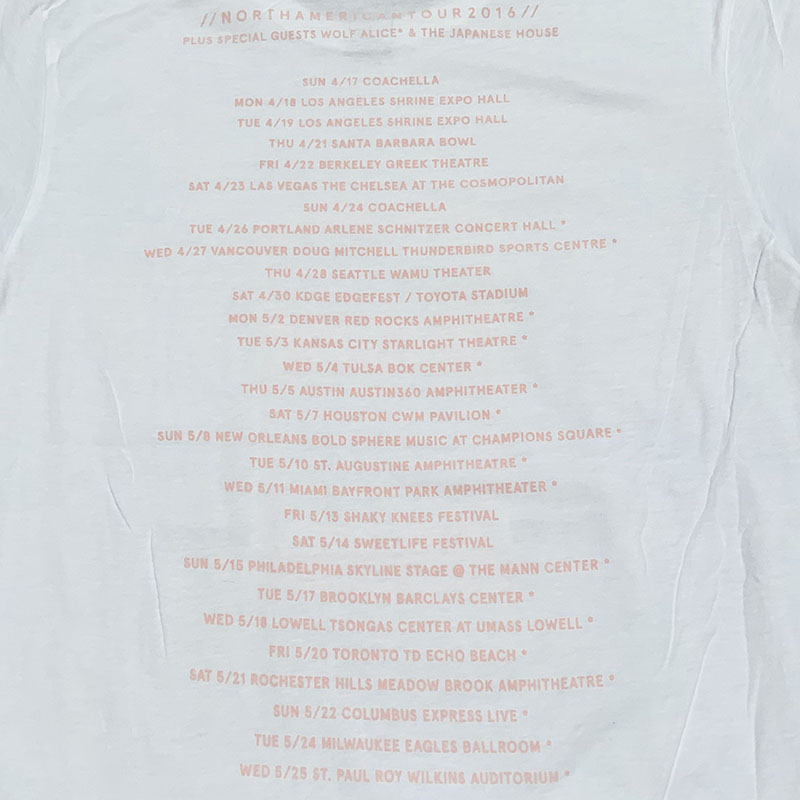 //NORTHAMERICANTOUR2016//
PLUS SPECIAL GUESTS WOLF ALICE* & THE JAPANESE HOUSE
SUN 4/17 COACHELLA
MON 4/18 LOS ANGELES SHRINE EXPO HALL
TUE 4/19 LOS ANGELES SHRINE EXPO HALL
THU 4/21 SANTA BARBARA BOWL
FRI 4/22 BERKELEY GREEK THEATRE
SAT 4/23 LAS VEGAS THE CHELSEA AT THE COSMOPOLITAN
SUN 4/24 COACHELLA
TUE 4/26 PORTLAND ARLENE SCHNITZER CONCERT HALL *
WED 4/27 VANCOUVER DOUG MITCHELL THUNDERBIRD SPORTS CENTRE *
THU 4/28 SEATTLE WAMU THEATER
SAT 4/30 KDGE EDGEFEST / TOYOTA STADIUM
MON 5/2 DENVER RED ROCKS AMPHITHEATRE *
TUE 5/3 KANSAS CITY STARLIGHT THEATRE *
WED 5/4 TULSA BOK CENTER *
THU 5/5 AUSTIN AUSTIN360 AMPHITHEATER *
SAT 5/7 HOUSTON CWM PAVILION *
SUN 5/8 NEW ORLEANS BOLD SPHERE MUSIC AT CHAMPIONS SQUARE *
TUE 5/10 ST. AUGUSTINE AMPHITHEATRE *
WED 5/11 MIAMI BAYFRONT PARK AMPHITHEATER *
FRI 5/13 SHAKY KNEES FESTIVAL
SAT 5/14 SWEETLIFE FESTIVAL
SUN 5/15 PHILADELPHIA SKYLINE STAGE @ THE MANN CENTER *
TUE 5/17 BROOKLYN BARCLAYS CENTER *
WED 5/18 LOWELL TSONGAS CENTER AT UMASS LOWELL *
FRI 5/20 TORONTO TD ECHO BEACH *
SAT 5/21 ROCHESTER HILLS MEADOW BROOK AMPHITHEATRE *
SUN 5/22 COLUMBUS EXPRESS LIVE *
TUE 5/24 MILWAUKEE EAGLES BALLROOM *
WED 5/25 ST. PAUL ROY WILKINS AUDITORIUM *